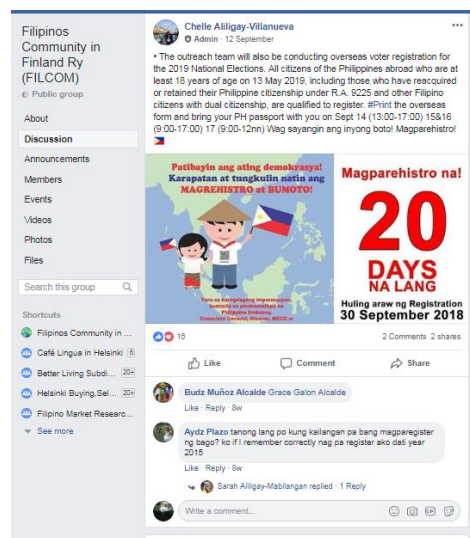 Filipinos
Community in
Finland Ry
(FILCOM)
Public group
About
Discussion
Announcements
Members
Events
Videos
Photos
Files
Search this group
Shortcuts
Filipinos Community in ...
Café Lingua in Helsinki 6
Better Living Subdi... 20+
Helsinki Buying,Sel... 20+
Filipino Market Researc...
See more
Chelle Aliligay-Villanueva
Admin · 12 September
• The outreach team will also be conducting overseas voter registration for
the 2019 National Elections. All citizens of the Philippines abroad who are at
least 18 years of age on 13 May 2019, including those who have reacquired
or retained their Philippine citizenship under R.A. 9225 and other Filipino
citizens with dual citizenship, are qualified to register. #Print the overseas
form and bring your PH passport with you on Sept 14 (13:00-17:00) 15&16
(9:00-17:00) 17 (9:00-12nn) Wag sayangin ang inyong boto! Magparehistro!
Patibayin ang ating demokrasya!
Karapatan at tungkulin natin ang
MAGREHISTRO at BUMOTO!
Para sa karagdagang impormasyon,
Magparehistro na!
20
DAYS
NA LANG
Huling araw ng Registration
30 September 2018
18
2 Comments 2 shares
Like Comment Share
Budz Muñoz Alcalde Grace Galon Alcalde
Like · Reply · 8w
Aydz Plazo tanong lang po kung kailangan pa bang magparegister
ng bago? kc if I remember correctly nag pa register ako dati year
2015
Like · Reply · 8w
Sarah Aliligay-Mabilangan replied · 1 Reply
Write a comment...
GIF